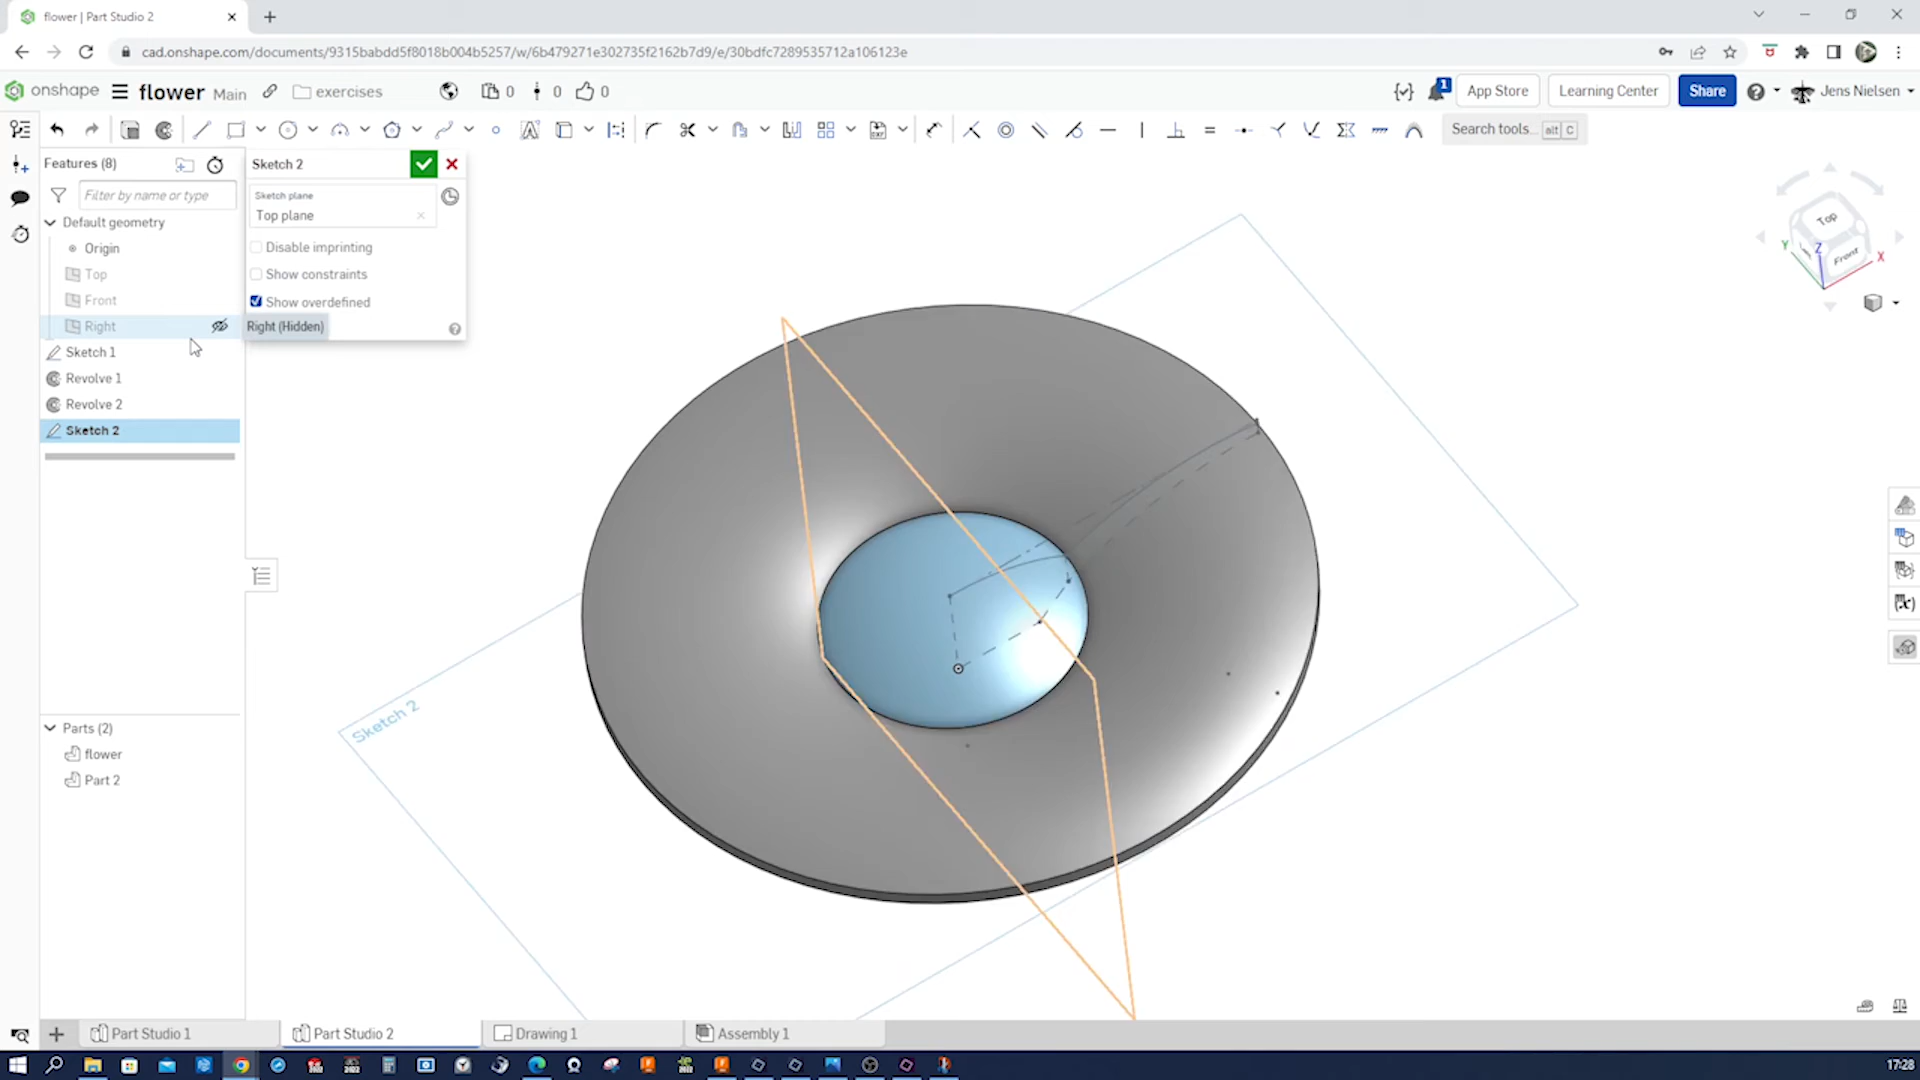 flower | Part Studio 2
cad.onshape.com/documents/9315babdd5f8018b004b5257/w/6b479271e302735f2162b7d9/e/30bdfc7289535712a106123e
onshape flower Main exercises 0 0 0 1 App Store Learning Center Share Jens Nielsen
Search tools... alt C
Features (8)
Filter by name or type
Default geometry
Origin
Top
Front
Right
Sketch 1
Revolve 1
Revolve 2
Sketch 2
Sketch 2
Sketch plane
Top plane
Disable imprinting
Show constraints
Show overdefined
Right (Hidden)
Top
Front
X
Y
Z
Sketch 2
Parts (2)
flower
Part 2
Part Studio 1
Part Studio 2
Drawing 1
Assembly 1
17:28